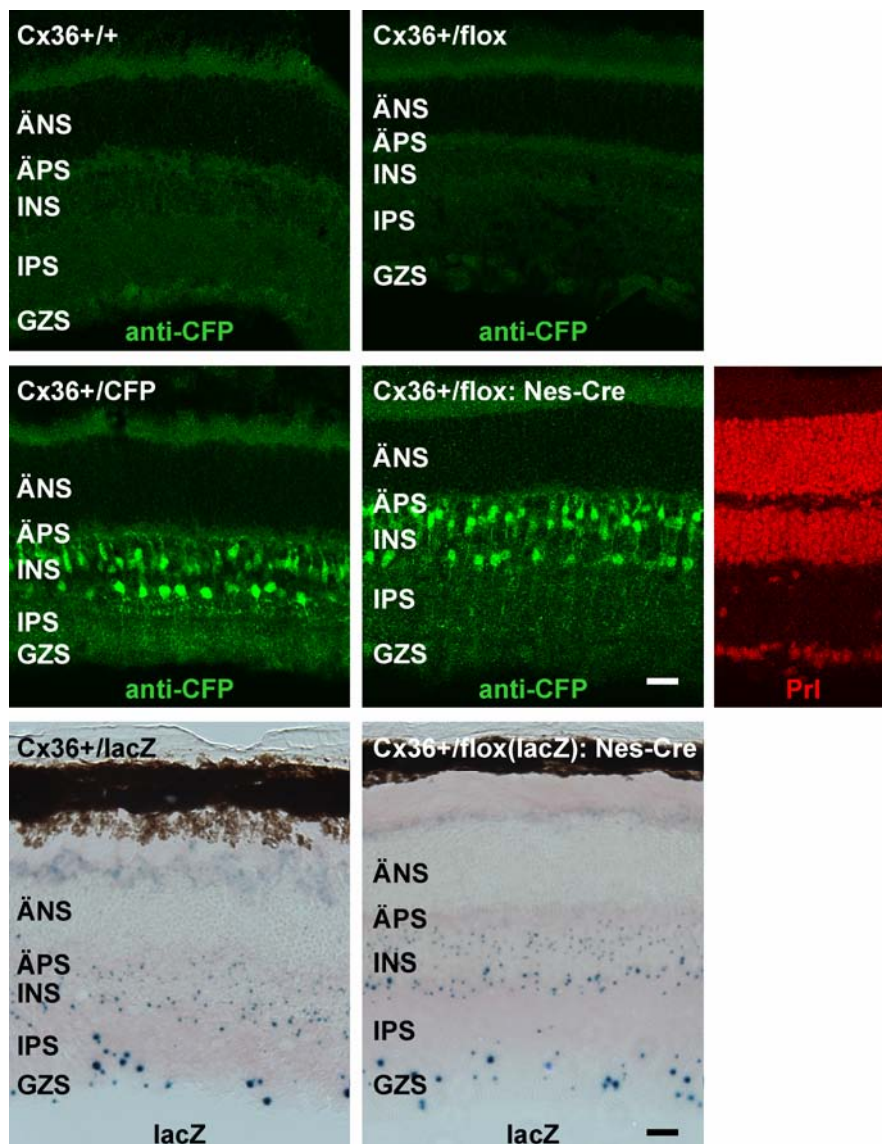 Cx36+/+
ÄNS
ÄPS
INS
IPS
GZS
anti-CFP
Cx36+/flox
ÄNS
ÄPS
INS
IPS
GZS
anti-CFP
Cx36+/CFP
ÄNS
ÄPS
INS
IPS
GZS
anti-CFP
Cx36+/flox: Nes-Cre
ÄNS
ÄPS
INS
IPS
GZS
anti-CFP
PrI
Cx36+/lacZ
ÄNS
ÄPS
INS
IPS
GZS
lacZ
Cx36+/flox(lacZ): Nes-Cre
ÄNS
ÄPS
INS
IPS
GZS
lacZ